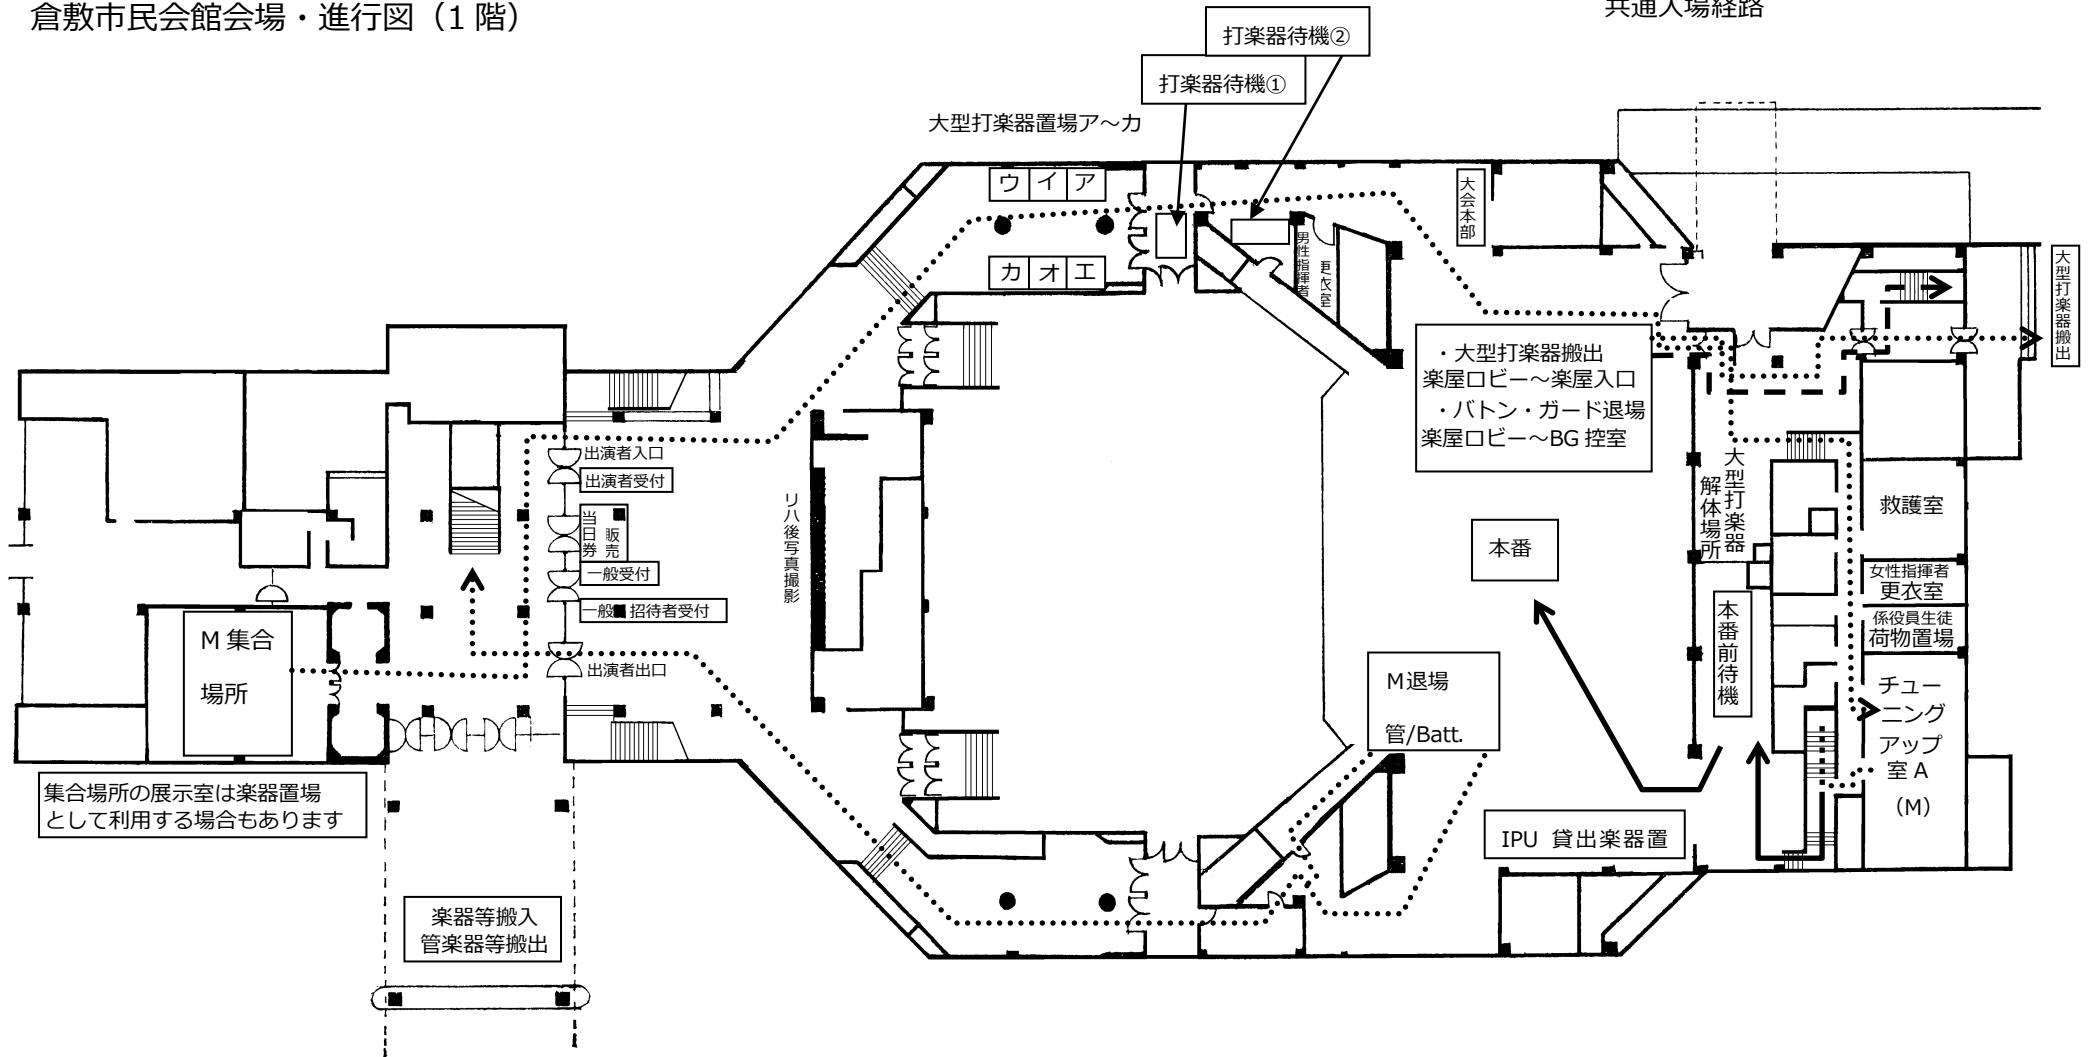 倉敷市民会館会場・進行図（1 階）
共通入場経路
打楽器待機②
打楽器待機①
大型打楽器置場ア～カ
ウ イ ア
カ オ エ
大会本部
男性指揮者
更衣室
大型打楽器搬出
・大型打楽器搬出
楽屋ロビー～楽屋入口
・バトン・ガード退場
楽屋ロビー～BG 控室
出演者入口
出演者受付
当日券
販売
一般受付
一般 招待者受付
出演者出口
リハ後写真撮影
本番
大型打楽器
解体場所
救護室
女性指揮者
更衣室
係役員生徒
荷物置場
本番前待機
M 集合
場所
M退場
管/Batt.
チュー
ニング
アップ
室 A
（M）
集合場所の展示室は楽器置場
として利用する場合もあります
IPU 貸出楽器置
楽器等搬入
管楽器等搬出